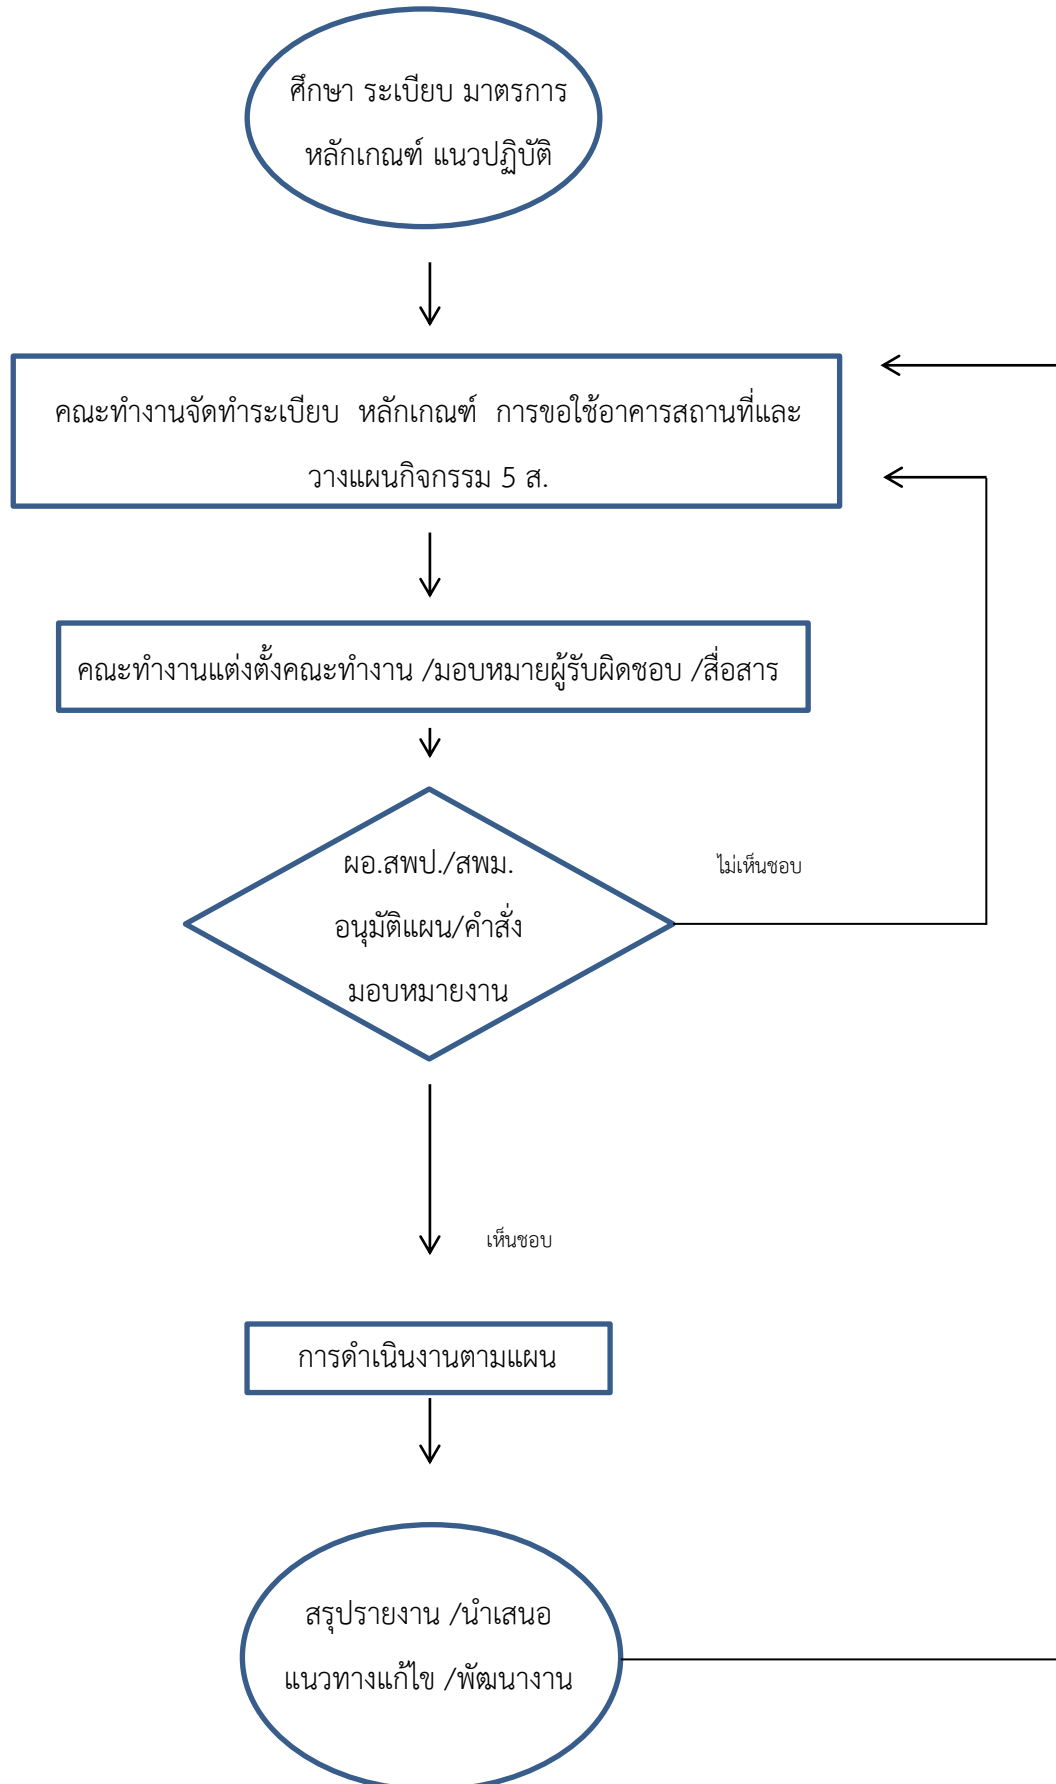 ศึกษา ระเบียบ มาตรการ
หลักเกณฑ์ แนวปฏิบัติ
คณะทำงานจัดทำระเบียบ หลักเกณฑ์ การขอใช้อาคารสถานที่และ
วางแผนกิจกรรม 5 ส.
คณะทำงานแต่งตั้งคณะทำงาน /มอบหมายผู้รับผิดชอบ /สื่อสาร
ผอ.สพป./สพม.
อนุมัติแผน/คำสั่ง
มอบหมายงาน
ไม่เห็นชอบ
เห็นชอบ
การดำเนินงานตามแผน
สรุปรายงาน /นำเสนอ
แนวทางแก้ไข /พัฒนางาน